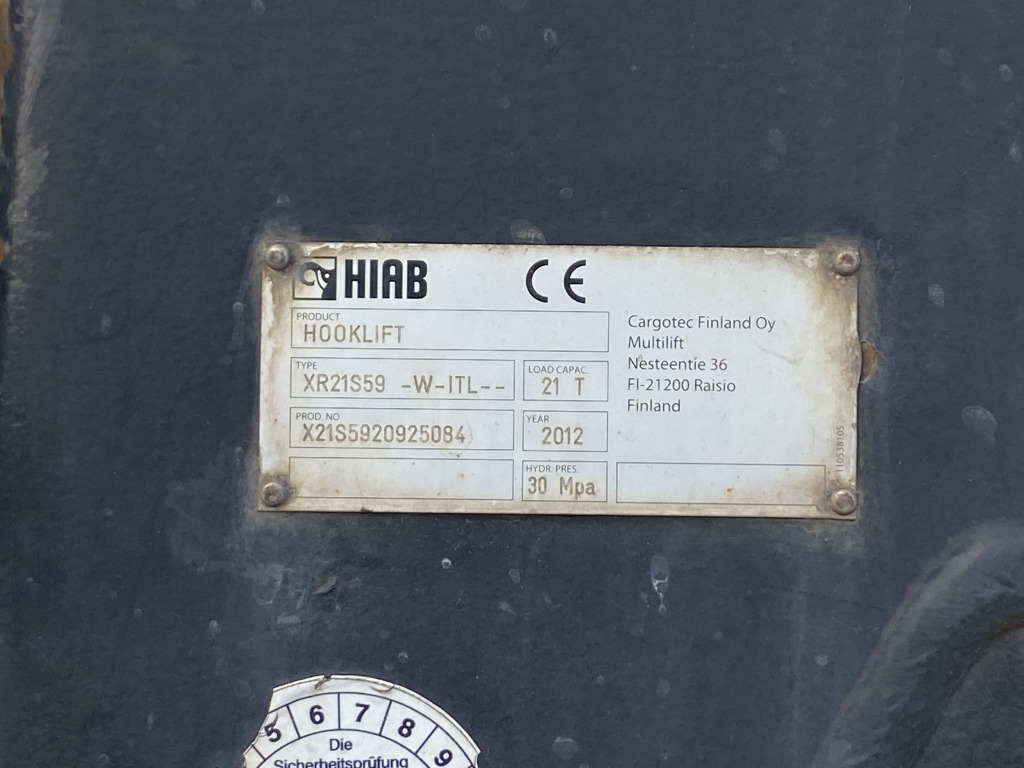 HIAB CE
PRODUCT
HOOKLIFT
TYPE
XR21S59 -W-ITL--
LOAD CAPAC.
21 T
PROD. NO
X21S5920925084
YEAR
2012
HYDR. PRES.
30 Mpa
Cargotec Finland Oy
Multilift
Nesteentie 36
FI-21200 Raisio
Finland
110538105
5 6 7 8 9
Die
Sicherheitsprüfung